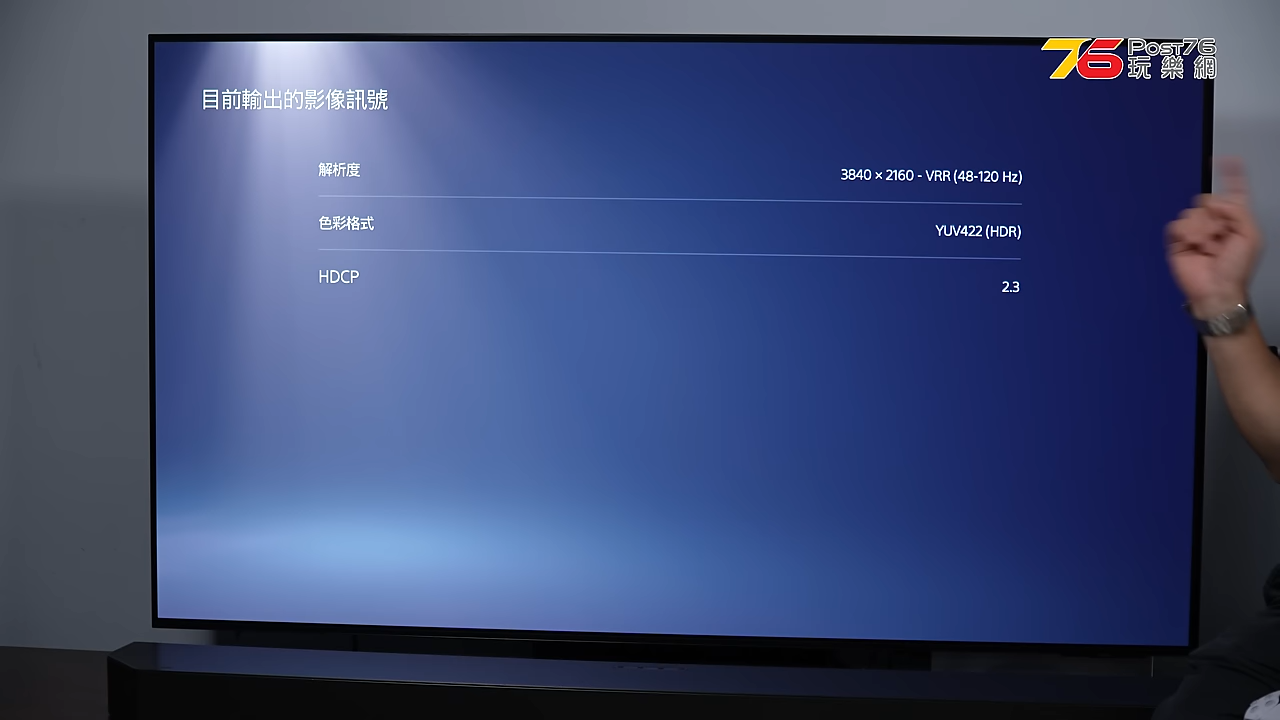 76 Post76
玩樂網
目前輸出的影像訊號
解析度 3840 × 2160 - VRR (48-120 Hz)
色彩格式 YUV422 (HDR)
HDCP 2.3